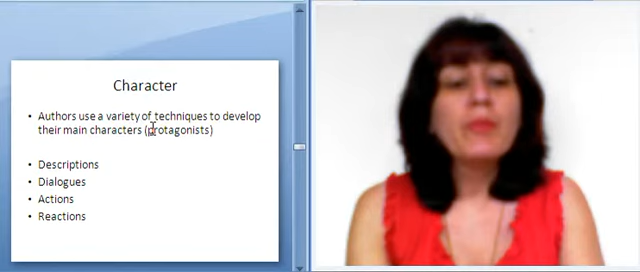 Character
• Authors use a variety of techniques to develop
their main characters (protagonists)
• Descriptions
• Dialogues
• Actions
• Reactions